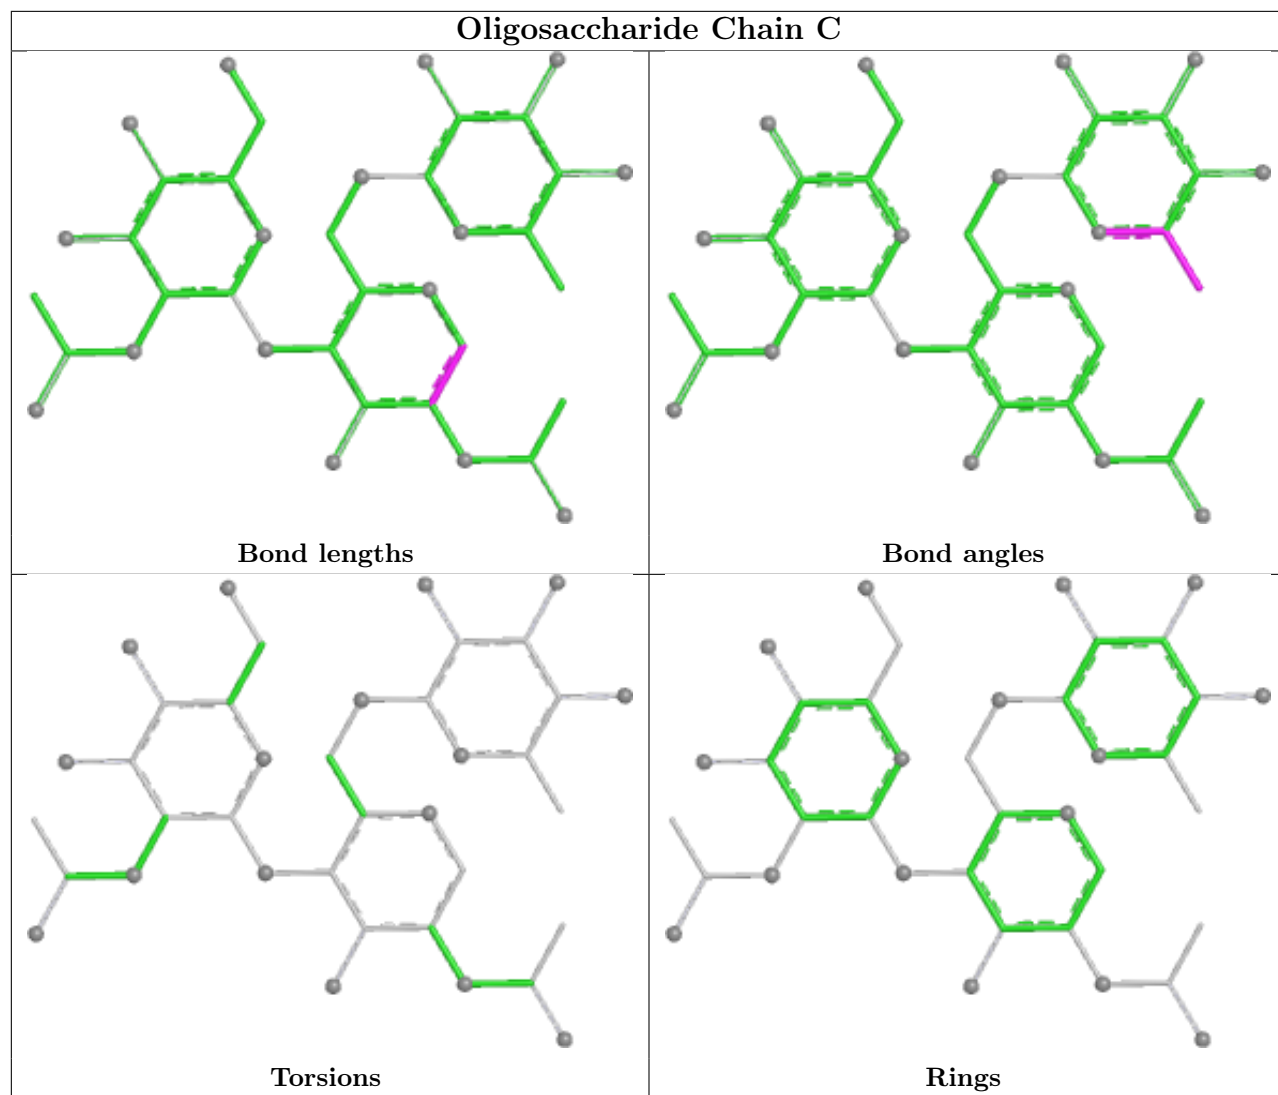 Oligosaccharide Chain C
Bond lengths
Bond angles
Torsions
Rings